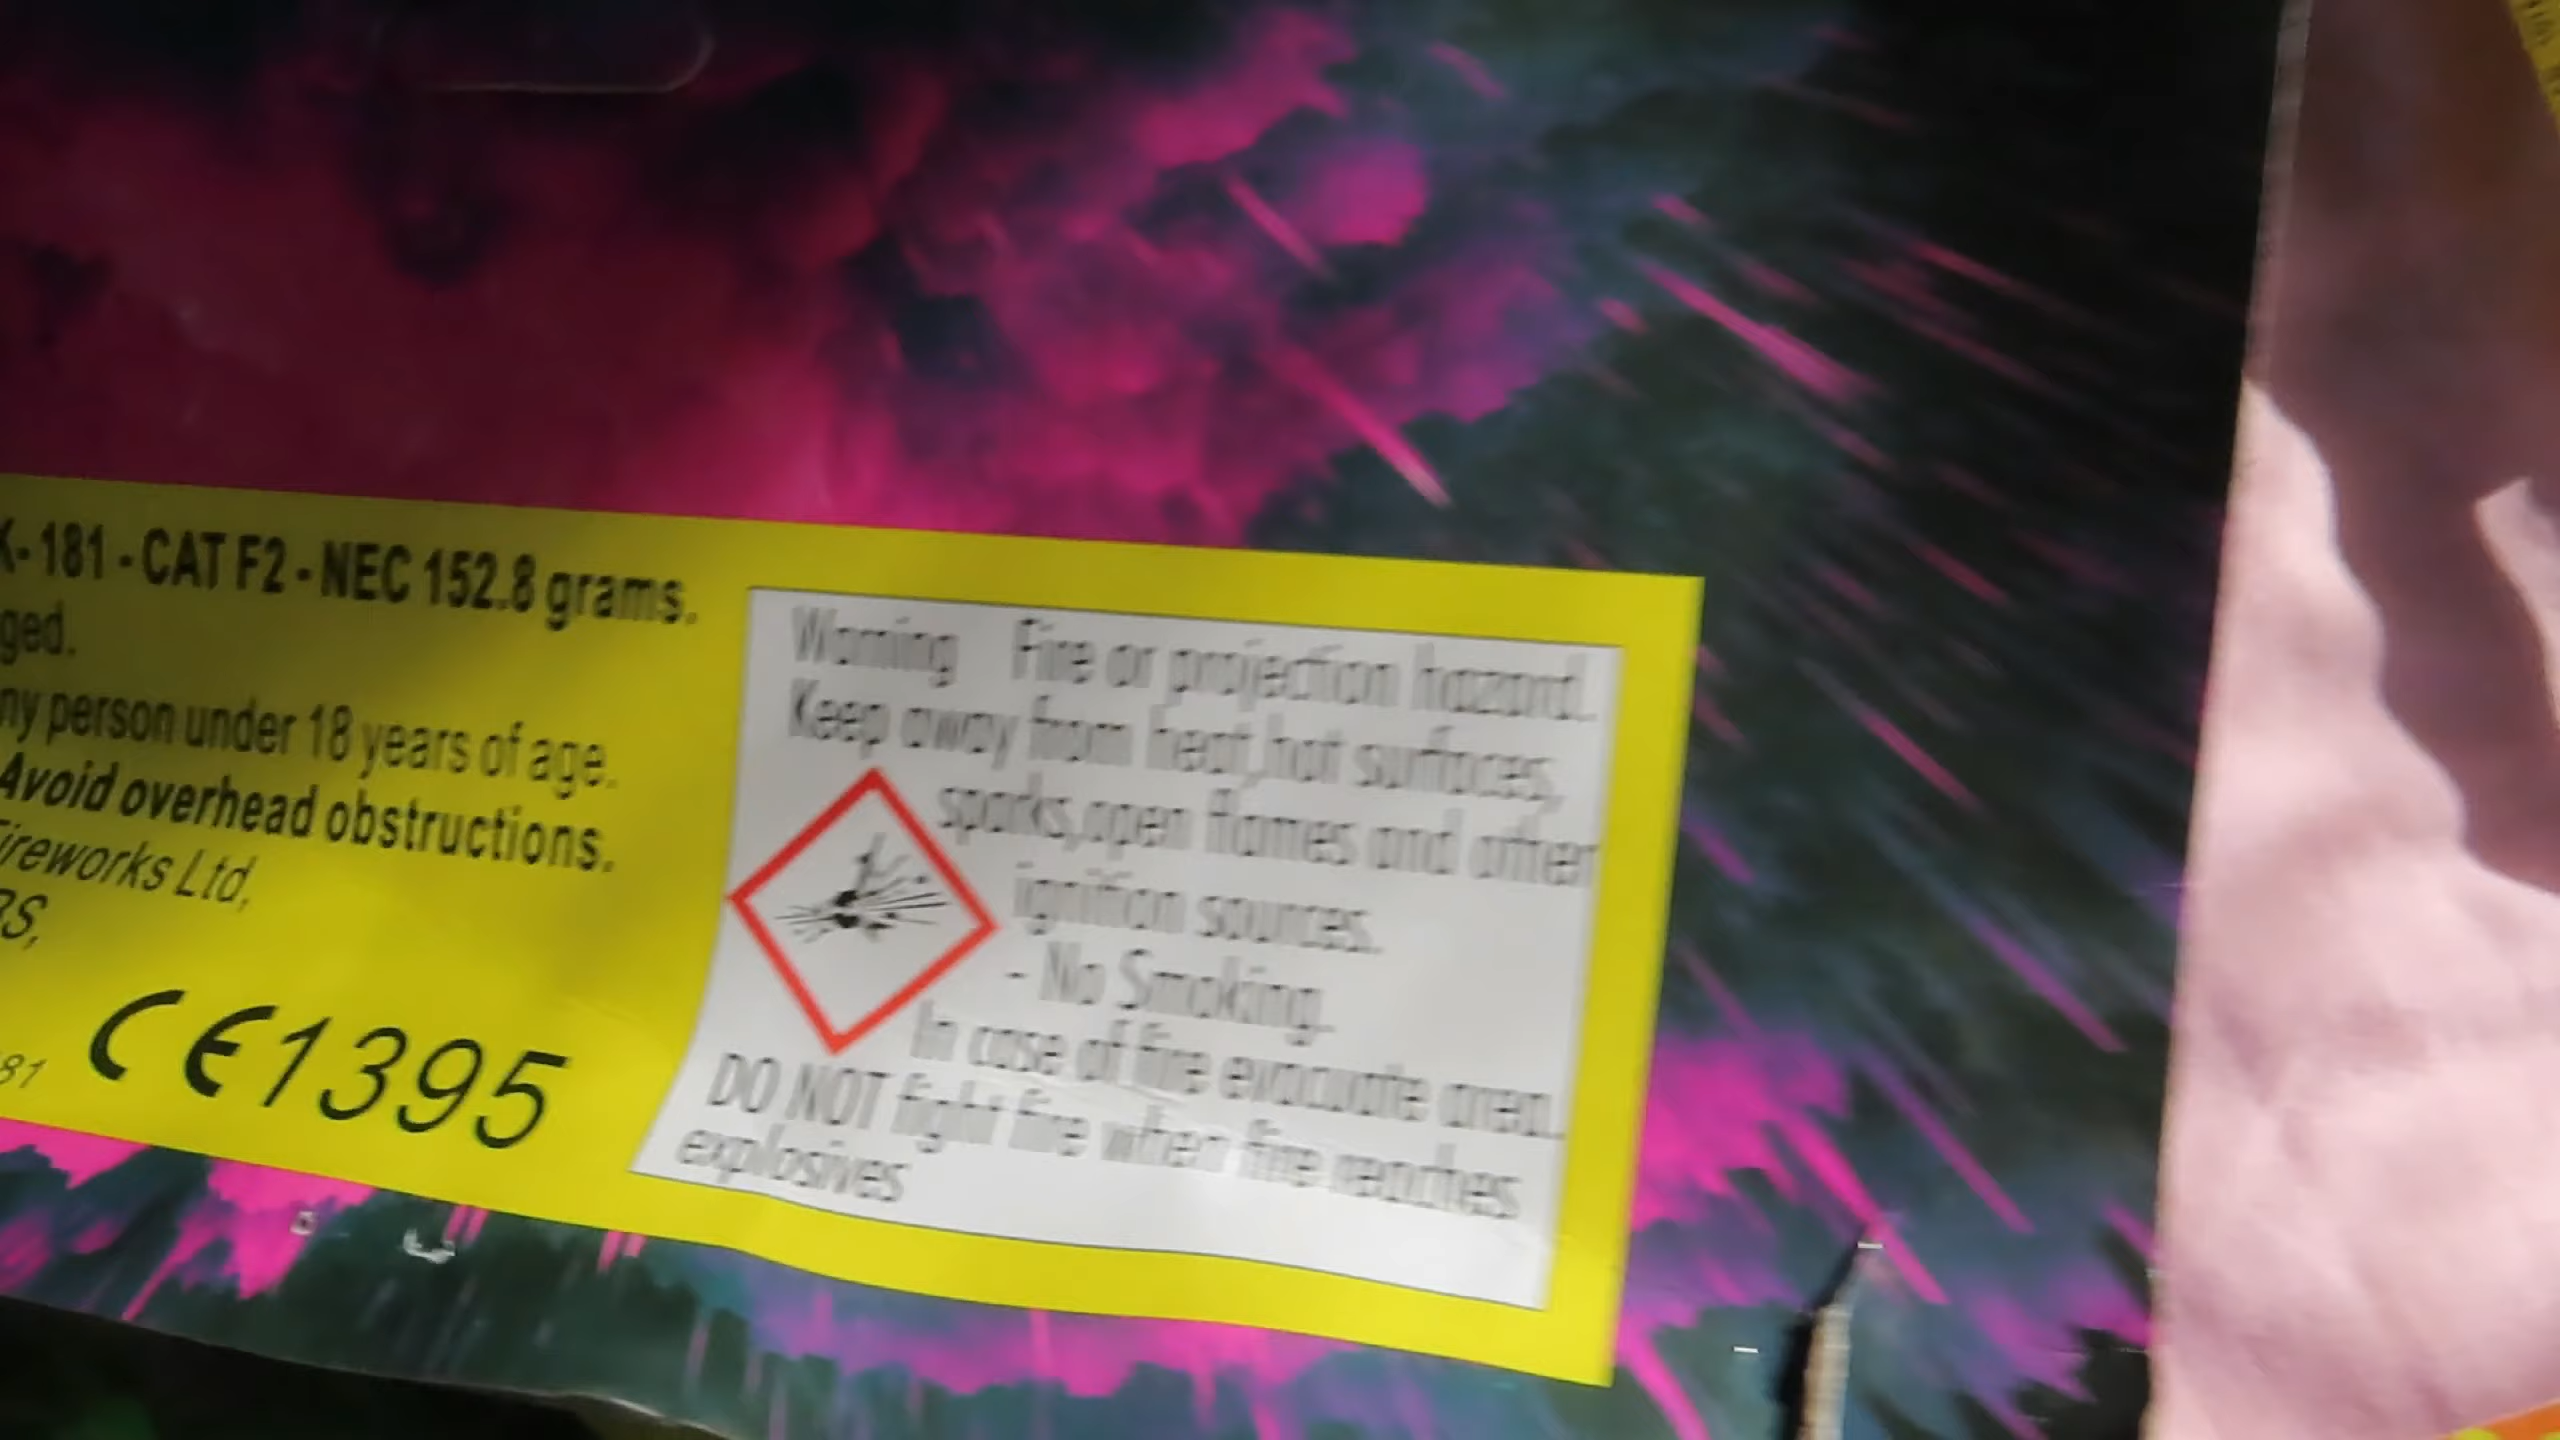 K-181 - CAT F2 - NEC 152.8 grams.
ged.
ny person under 18 years of age.
Avoid overhead obstructions.
Fireworks Ltd,
BS,
81
CE1395
Warning Fire or projection hazard.
Keep away from heat,hot surfaces,
sparks,open flames and other
ignition sources.
- No Smoking.
In case of fire evacuate area.
DO NOT fight fire when fire reaches
explosives